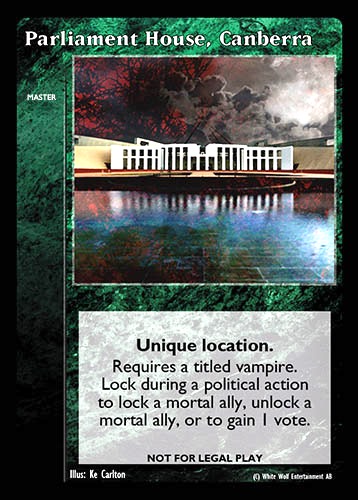 Parliament House, Canberra
MASTER
Unique location.
Requires a titled vampire.
Lock during a political action
to lock a mortal ally, unlock a
mortal ally, or to gain 1 vote.
NOT FOR LEGAL PLAY
Illus: Ke Carlton
(C) White Wolf Entertainment AB